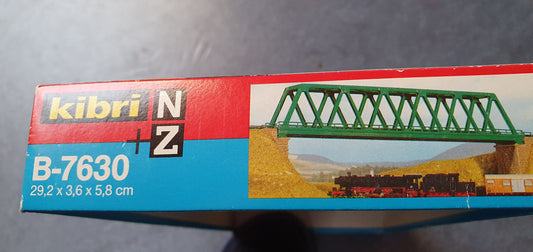 kibri N
+ Z
B-7630
29,2 x 3,6 x 5,8 cm